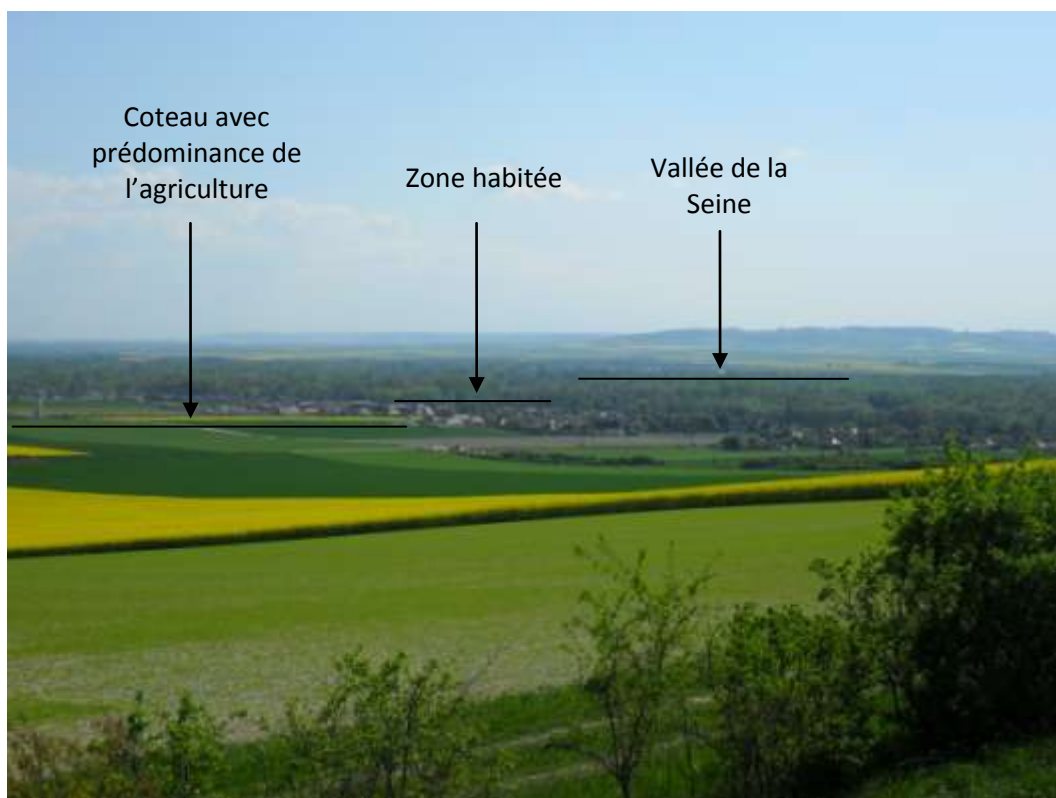 Coteau avec
prédominance de
l’agriculture
Zone habitée
Vallée de la
Seine